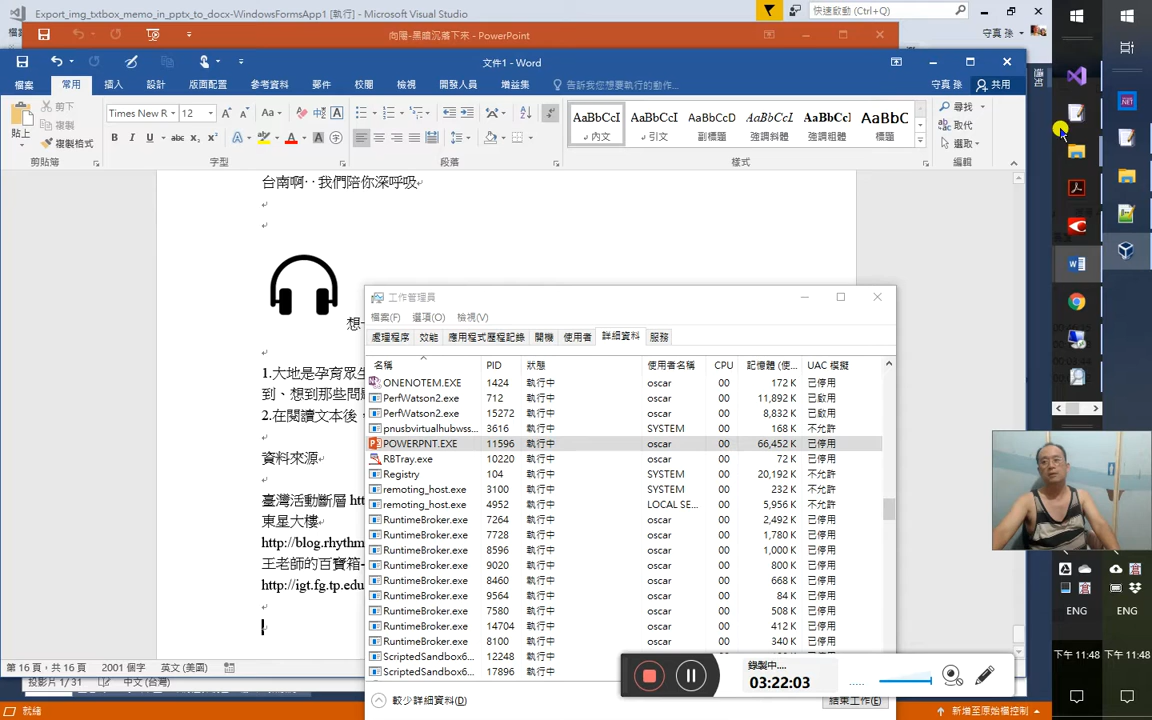 Export_img_txtbox_memo_in_pptx_to_docx-WindowsFormsApp1 [執行] - Microsoft Visual Studio
快速啟動 (Ctrl+Q)
向陽-黑暗沉落下來 - PowerPoint
守真 孫
文件1 - Word
檔案 常用 插入 設計 版面配置 參考資料 郵件 校閱 檢視 開發人員 增益集 告訴我您想要執行的動作... 守真 孫 共用
貼上 剪下 複製 複製格式
Times New R 12
AaBbCcI AaBbCcI AaBbCcD AaBbCcI AaBbCcI AaBbC
內文 引文 副標題 強調斜體 強調粗體 標題
尋找 取代 選取
剪貼簿 字型 段落 樣式 編輯
台南啊‥我們陪你深呼吸
想
1.大地是孕育眾生
到、想到那些問題
2.在閱讀文本後，
資料來源
臺灣活動斷層 htt
東星大樓
http://blog.rhythm
王老師的百寶箱-
http://igt.fg.tp.edu
工作管理員
檔案(F) 選項(O) 檢視(V)
處理程序 效能 應用程式歷程記錄 開機 使用者 詳細資料 服務
名稱 PID 狀態 使用者名稱 CPU 記憶體 (使... UAC 模擬
ONENOTEM.EXE 1424 執行中 oscar 00 172 K 已停用
PerfWatson2.exe 712 執行中 oscar 00 11,892 K 已啟用
PerfWatson2.exe 15272 執行中 oscar 00 8,832 K 已啟用
pnusbvirtualhubwss... 3616 執行中 SYSTEM 00 168 K 不允許
POWERPNT.EXE 11596 執行中 oscar 00 66,452 K 已停用
RBTray.exe 10220 執行中 oscar 00 72 K 已停用
Registry 104 執行中 SYSTEM 00 20,192 K 不允許
remoting_host.exe 3100 執行中 SYSTEM 00 232 K 不允許
remoting_host.exe 4952 執行中 LOCAL SE... 00 5,956 K 不允許
RuntimeBroker.exe 7264 執行中 oscar 00 2,492 K 已停用
RuntimeBroker.exe 7728 執行中 oscar 00 1,780 K 已停用
RuntimeBroker.exe 8596 執行中 oscar 00 1,000 K 已停用
RuntimeBroker.exe 9020 執行中 oscar 00 800 K 已停用
RuntimeBroker.exe 8460 執行中 oscar 00 668 K 已停用
RuntimeBroker.exe 9564 執行中 oscar 00 84 K 已停用
RuntimeBroker.exe 7580 執行中 oscar 00 508 K 已停用
RuntimeBroker.exe 14704 執行中 oscar 00 412 K 已停用
RuntimeBroker.exe 8100 執行中 oscar 00 340 K 已停用
ScriptedSandbox6... 12248 執行中
ScriptedSandbox6... 17896 執行中
較少詳細資料(D) 結束工作(E)
錄製中....
03:22:03
第 16 頁，共 16 頁 2001 個字 英文 (美國)
投影片 1/31 中文 (台灣)
就緒
新增至原始檔控制
通知
ENG ENG
下午 11:48 下午 11:48